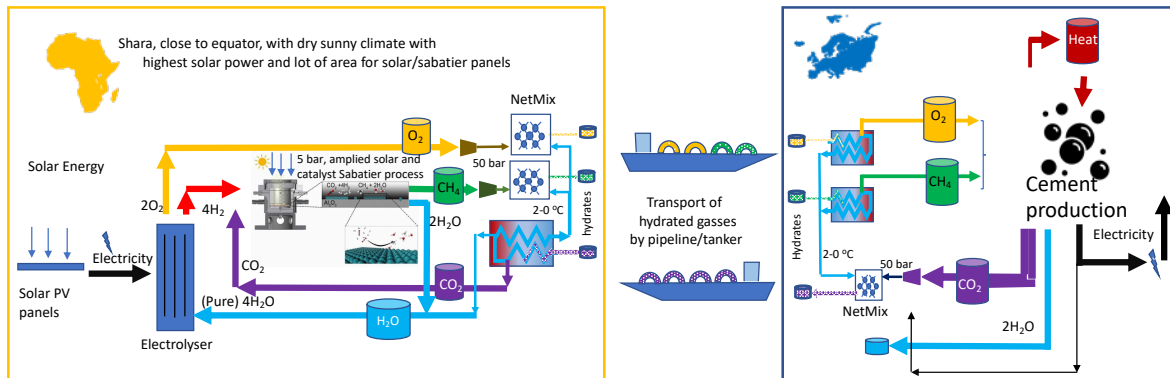 Shara, close to equator, with dry sunny climate with
highest solar power and lot of area for solar/sabatier panels
NetMix
O2
Solar Energy
5 bar, amplied solar and
catalyst Sabatier process
50 bar
CH4
2O2
4H2
2H2O
2-0 °C
hydrates
Electricity
CO2
CO2
Solar PV
panels
(Pure) 4H2O
H2O
Electrolyser
Transport of
hydrated gasses
by pipeline/tanker
Heat
O2
CH4
Hydrates
Cement
production
2-0 °C
50 bar
CO2
Electricity
NetMix
2H2O